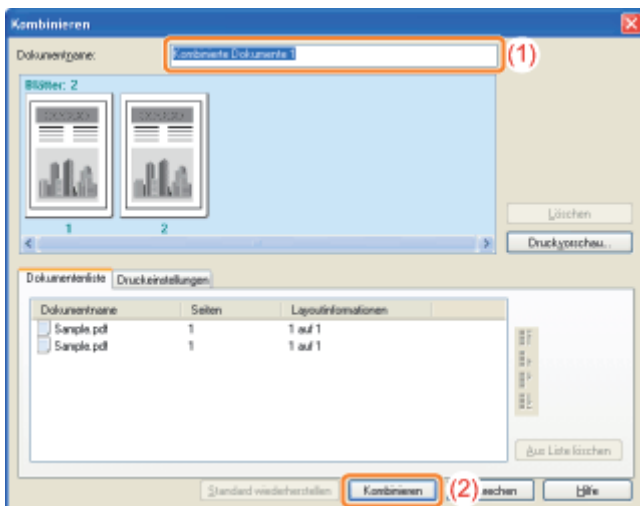 Kombinieren
Dokumentname:
Kombinierte Dokumente 1
(1)
Blätter: 2
1
2
Löschen
Druckvorschau...
Dokumentenliste
Druckeinstellungen
Dokumentname Seiten Layoutinformationen
Sample.pdf 1 1 auf 1
Sample.pdf 1 1 auf 1
Aus Liste löschen
Standard wiederherstellen
Kombinieren
(2)
Hilfe